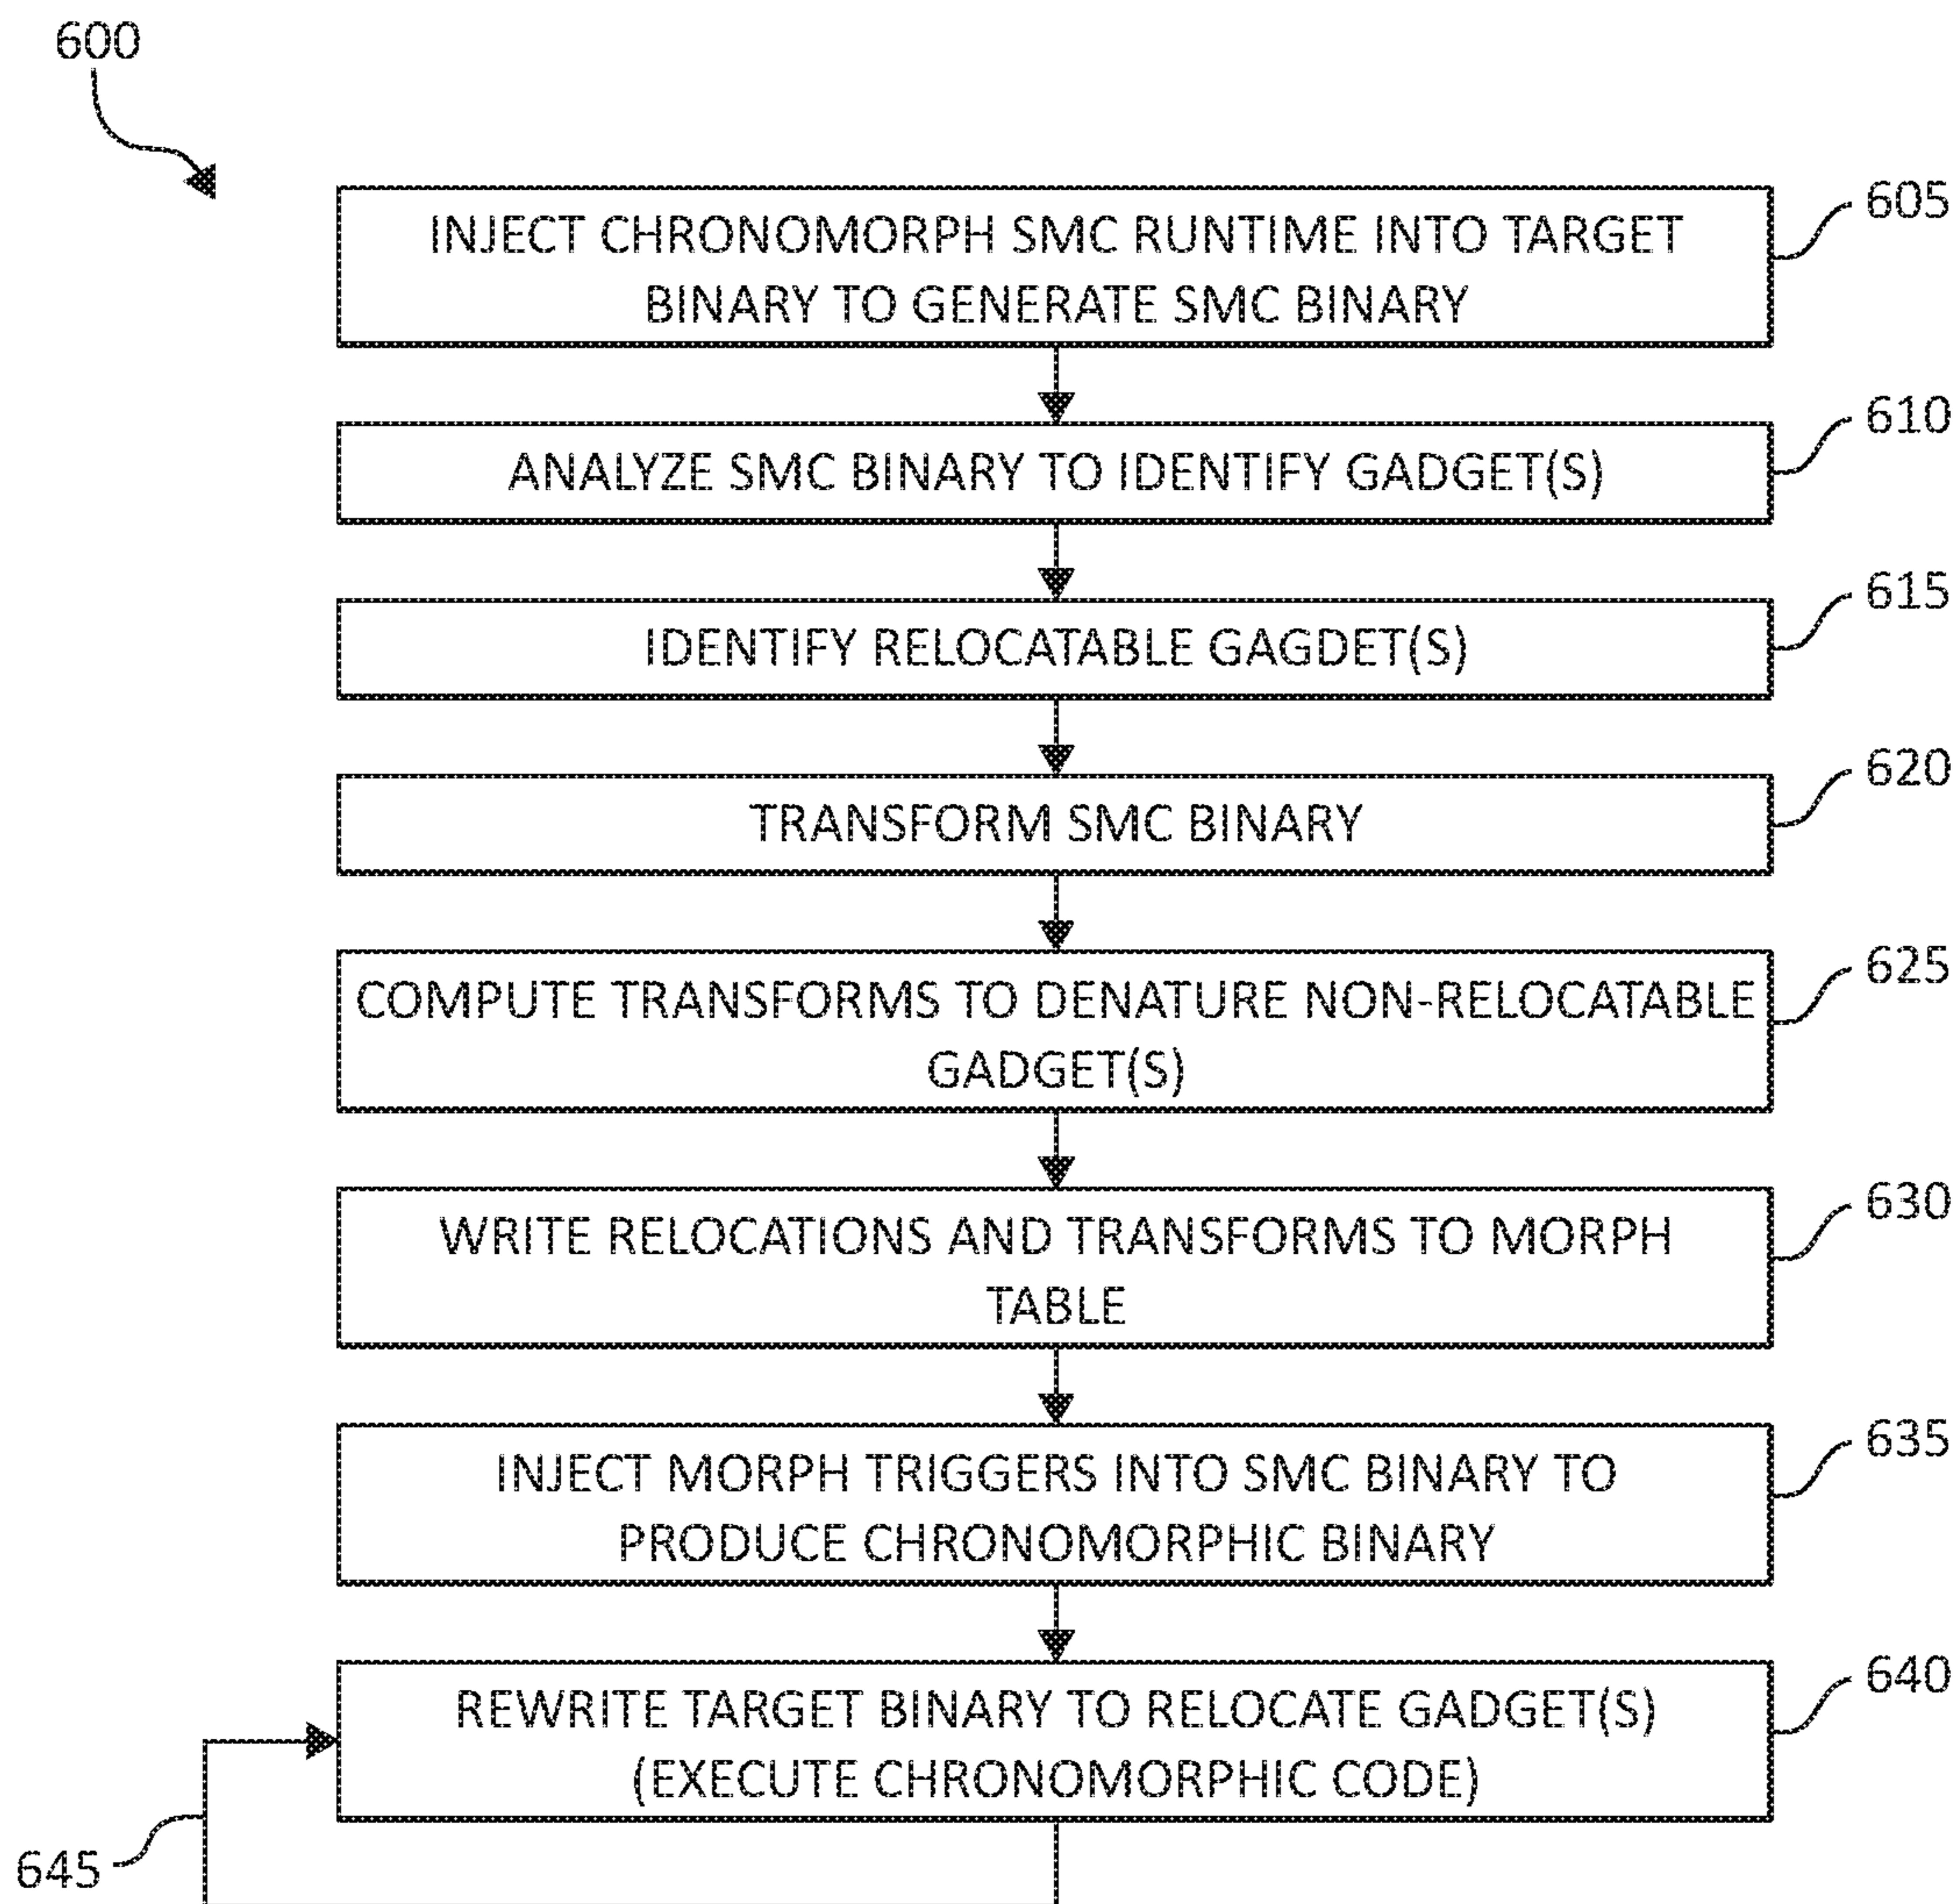 600
INJECT CHRONOMORPH SMC RUNTIME INTO TARGET
BINARY TO GENERATE SMC BINARY
605
ANALYZE SMC BINARY TO IDENTIFY GADGET(S)
610
IDENTIFY RELOCATABLE GAGDET(S)
615
TRANSFORM SMC BINARY
620
COMPUTE TRANSFORMS TO DENATURE NON-RELOCATABLE
GADGET(S)
625
WRITE RELOCATIONS AND TRANSFORMS TO MORPH
TABLE
630
INJECT MORPH TRIGGERS INTO SMC BINARY TO
PRODUCE CHRONOMORPHIC BINARY
635
REWRITE TARGET BINARY TO RELOCATE GADGET(S)
(EXECUTE CHRONOMORPHIC CODE)
640
645